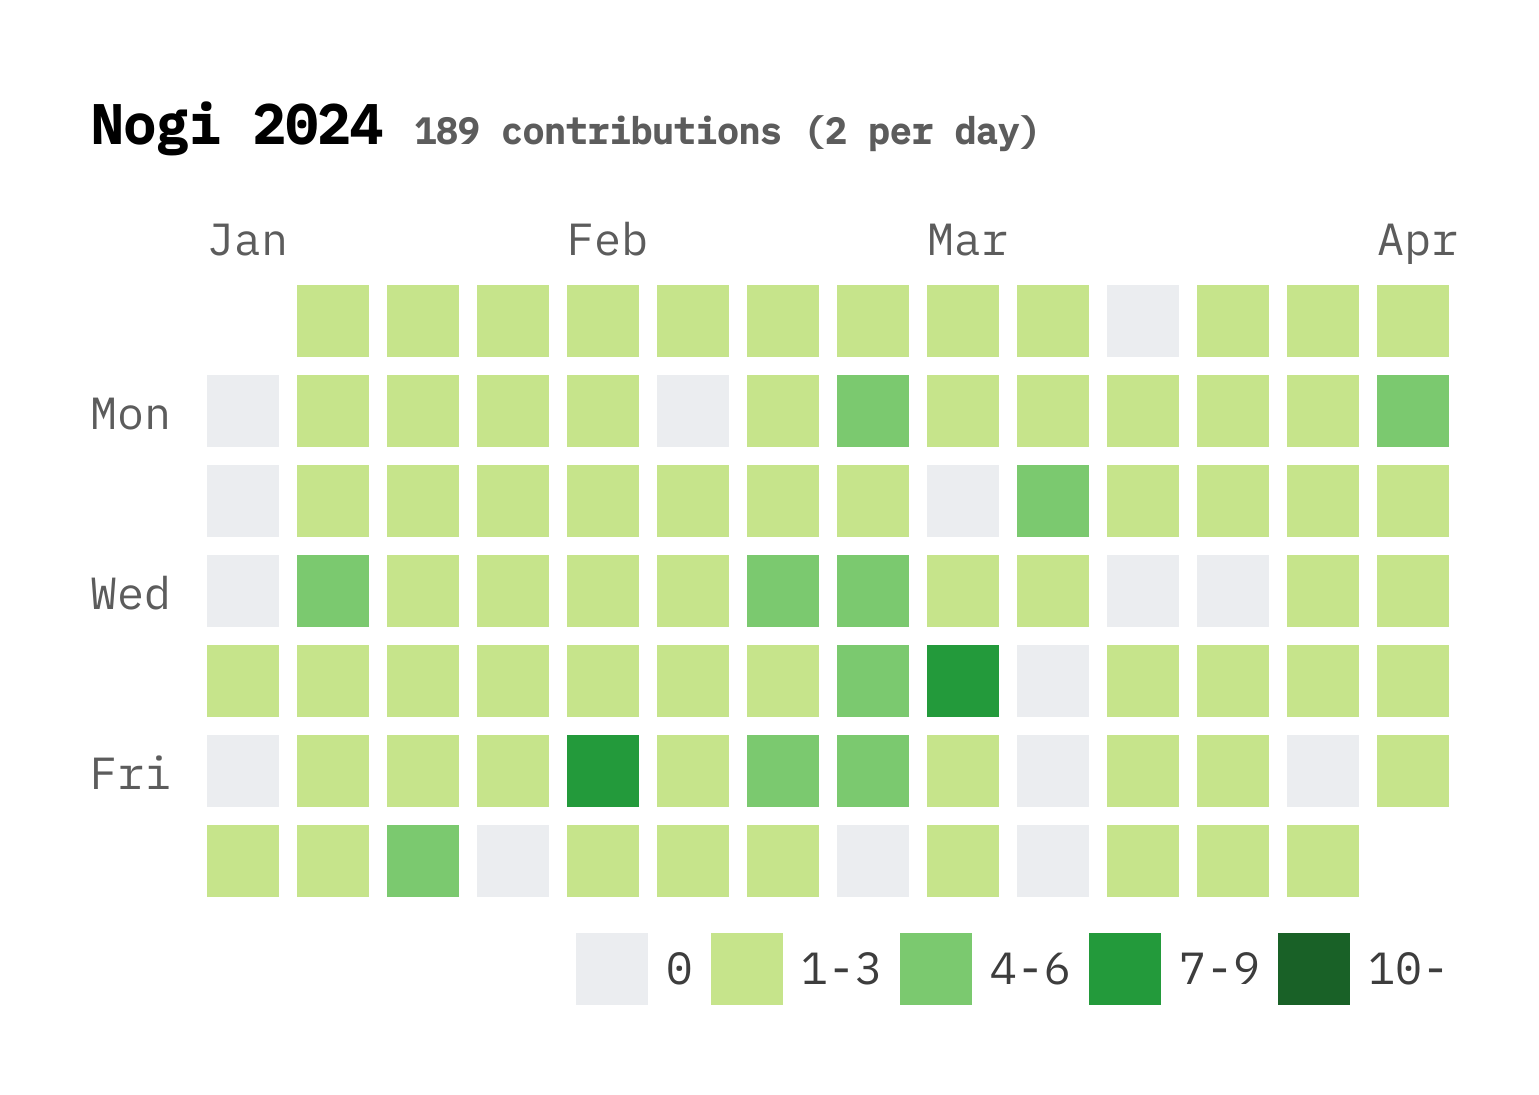 Nogi 2024 189 contributions (2 per day)
Jan Feb Mar Apr
Mon
Wed
Fri
0 1-3 4-6 7-9 10-